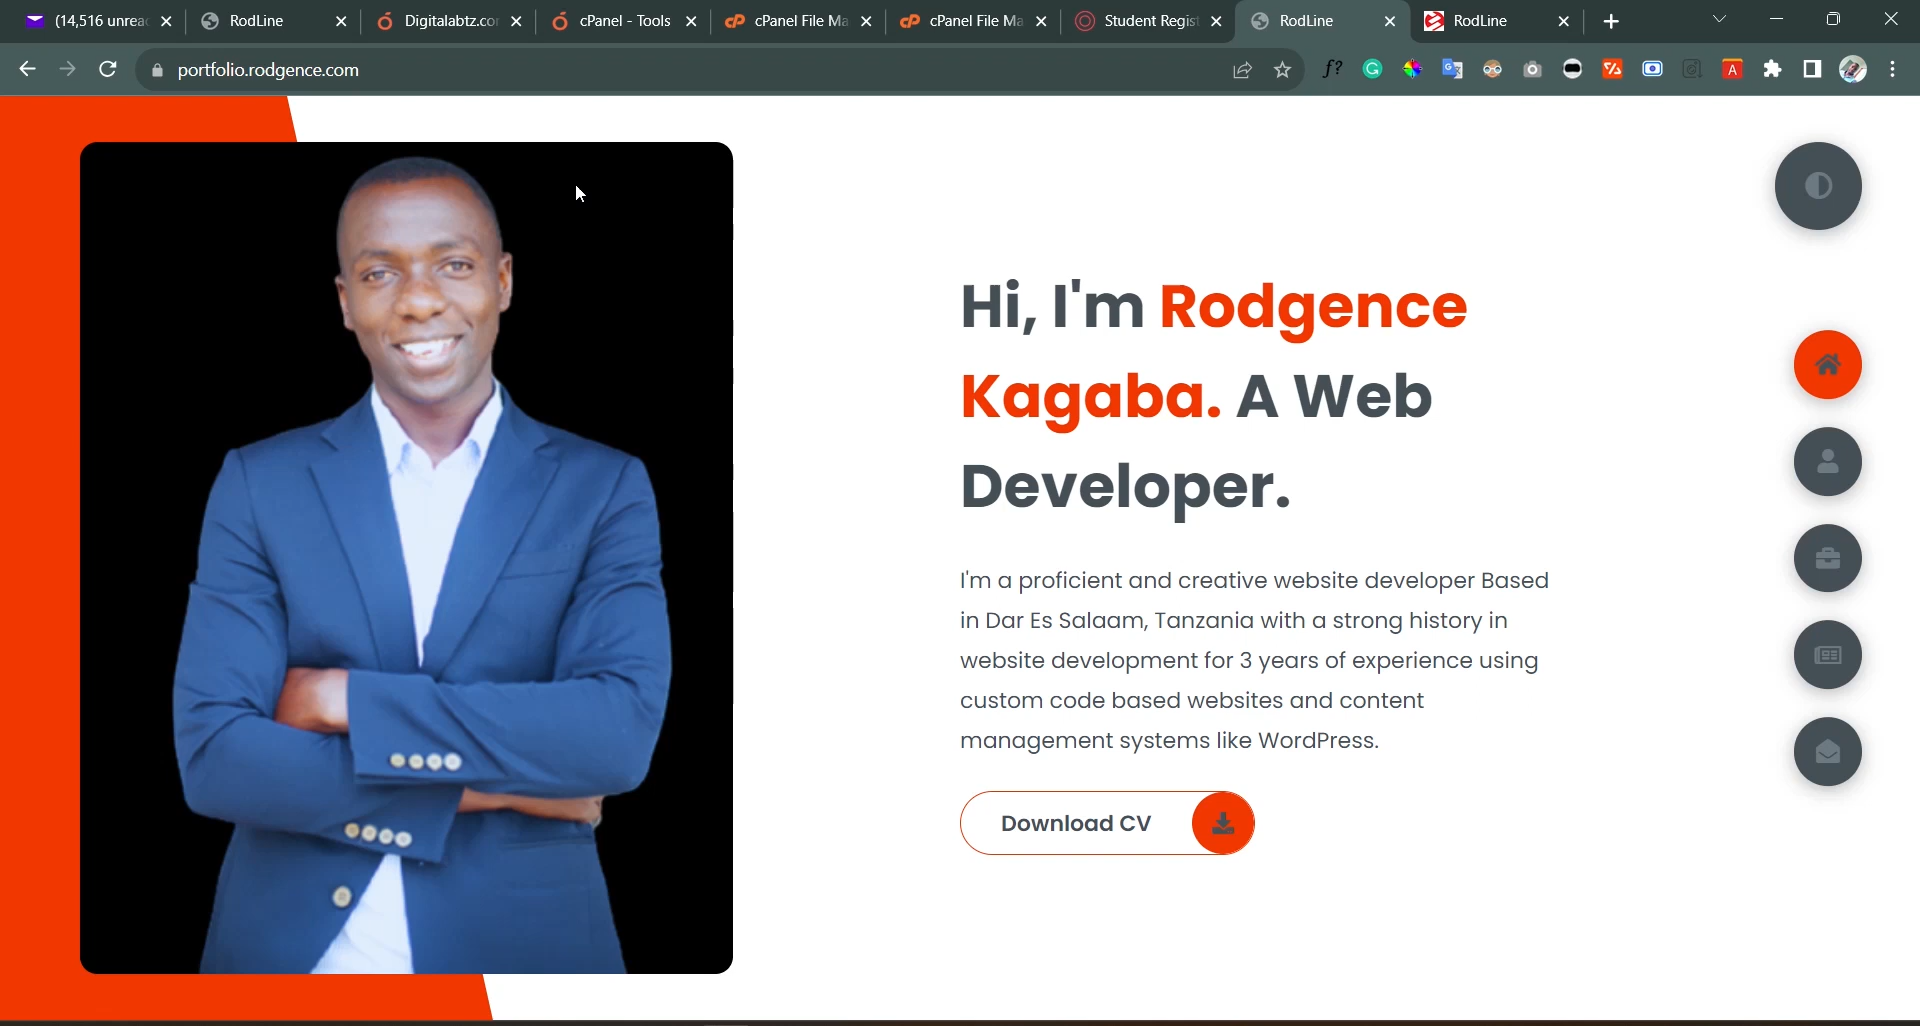 (14,516 unrea
RodLine
Digitalabtz.co
cPanel - Tools
cPanel File Ma
cPanel File Ma
Student Regist
RodLine
RodLine
portfolio.rodgence.com
f?
Hi, I'm Rodgence
Kagaba. A Web
Developer.
I'm a proficient and creative website developer Based
in Dar Es Salaam, Tanzania with a strong history in
website development for 3 years of experience using
custom code based websites and content
management systems like WordPress.
Download CV